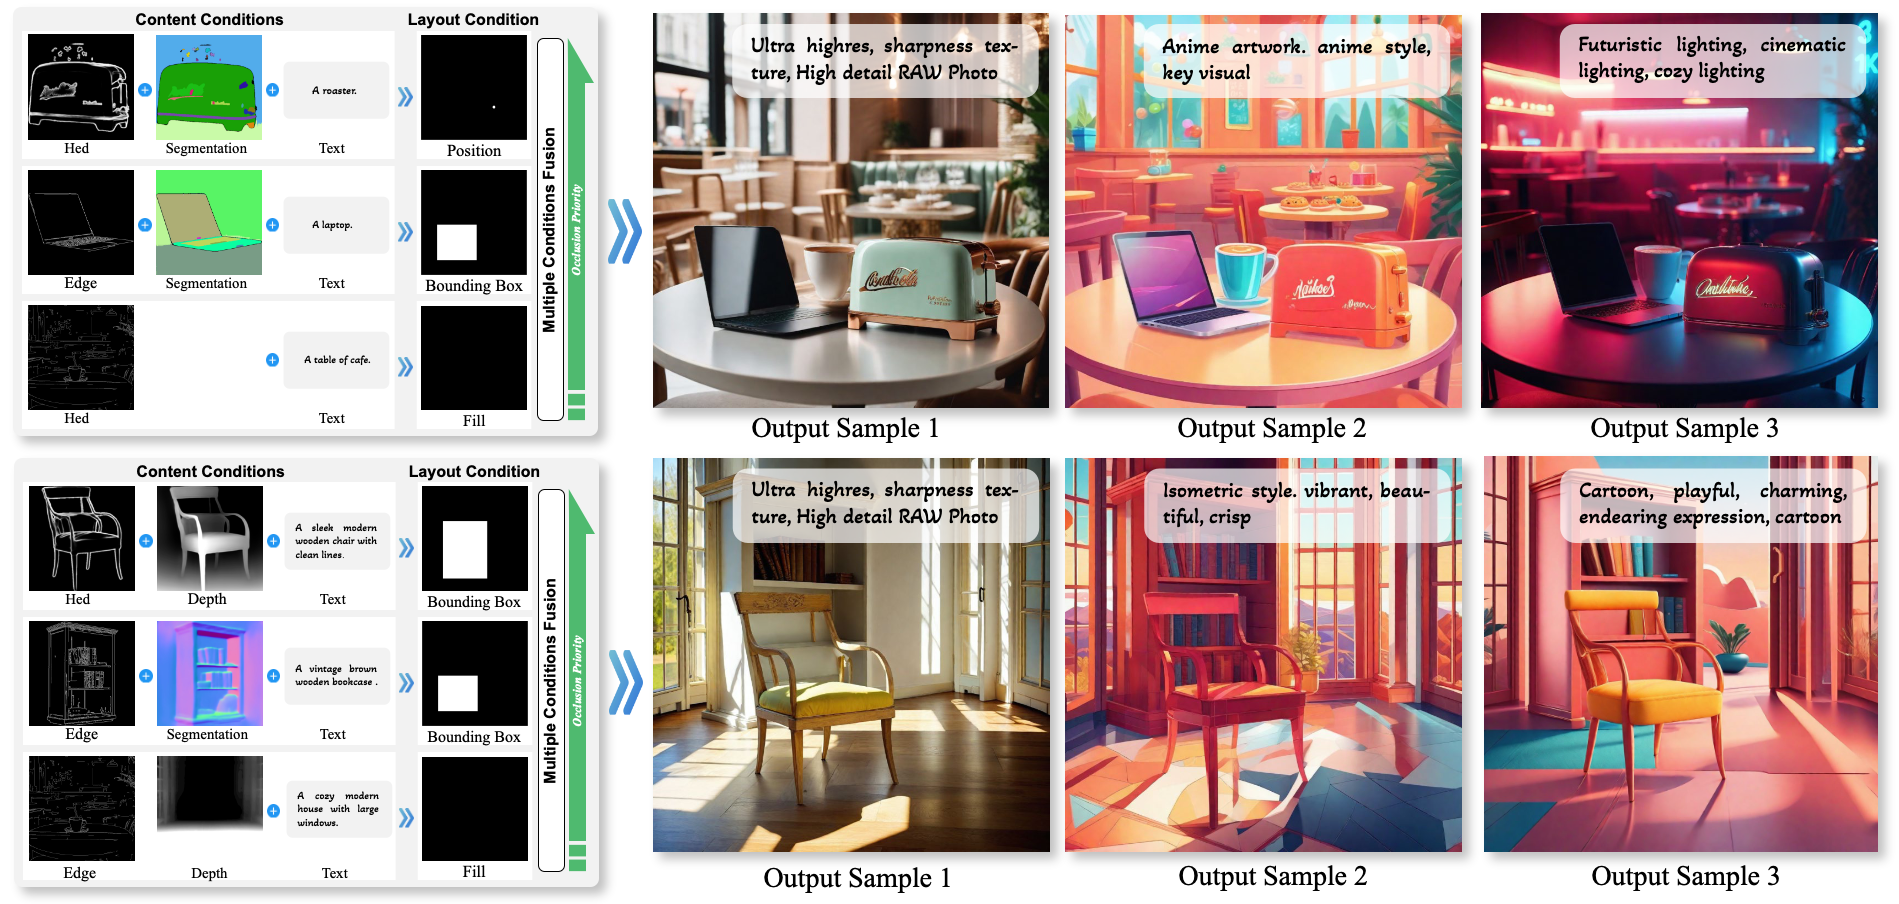 Content Conditions
Layout Condition
Hed
Segmentation
A roaster.
Text
Position
Edge
Segmentation
A laptop.
Text
Bounding Box
Hed
A table of cafe.
Text
Fill
Multiple Conditions Fusion
Occlusion Priority
Ultra highres, sharpness tex-
ture, High detail RAW Photo
Output Sample 1
Anime artwork. anime style,
key visual
Output Sample 2
Futuristic lighting, cinematic
lighting, cozy lighting
Output Sample 3
Content Conditions
Layout Condition
Hed
Depth
A sleek modern
wooden chair with
clean lines.
Text
Bounding Box
Edge
Segmentation
A vintage brown
wooden bookcase .
Text
Bounding Box
Edge
Depth
A cozy modern
house with large
windows.
Text
Fill
Multiple Conditions Fusion
Occlusion Priority
Ultra highres, sharpness tex-
ture, High detail RAW Photo
Output Sample 1
Isometric style. vibrant, beau-
tiful, crisp
Output Sample 2
Cartoon, playful, charming,
endearing expression, cartoon
Output Sample 3